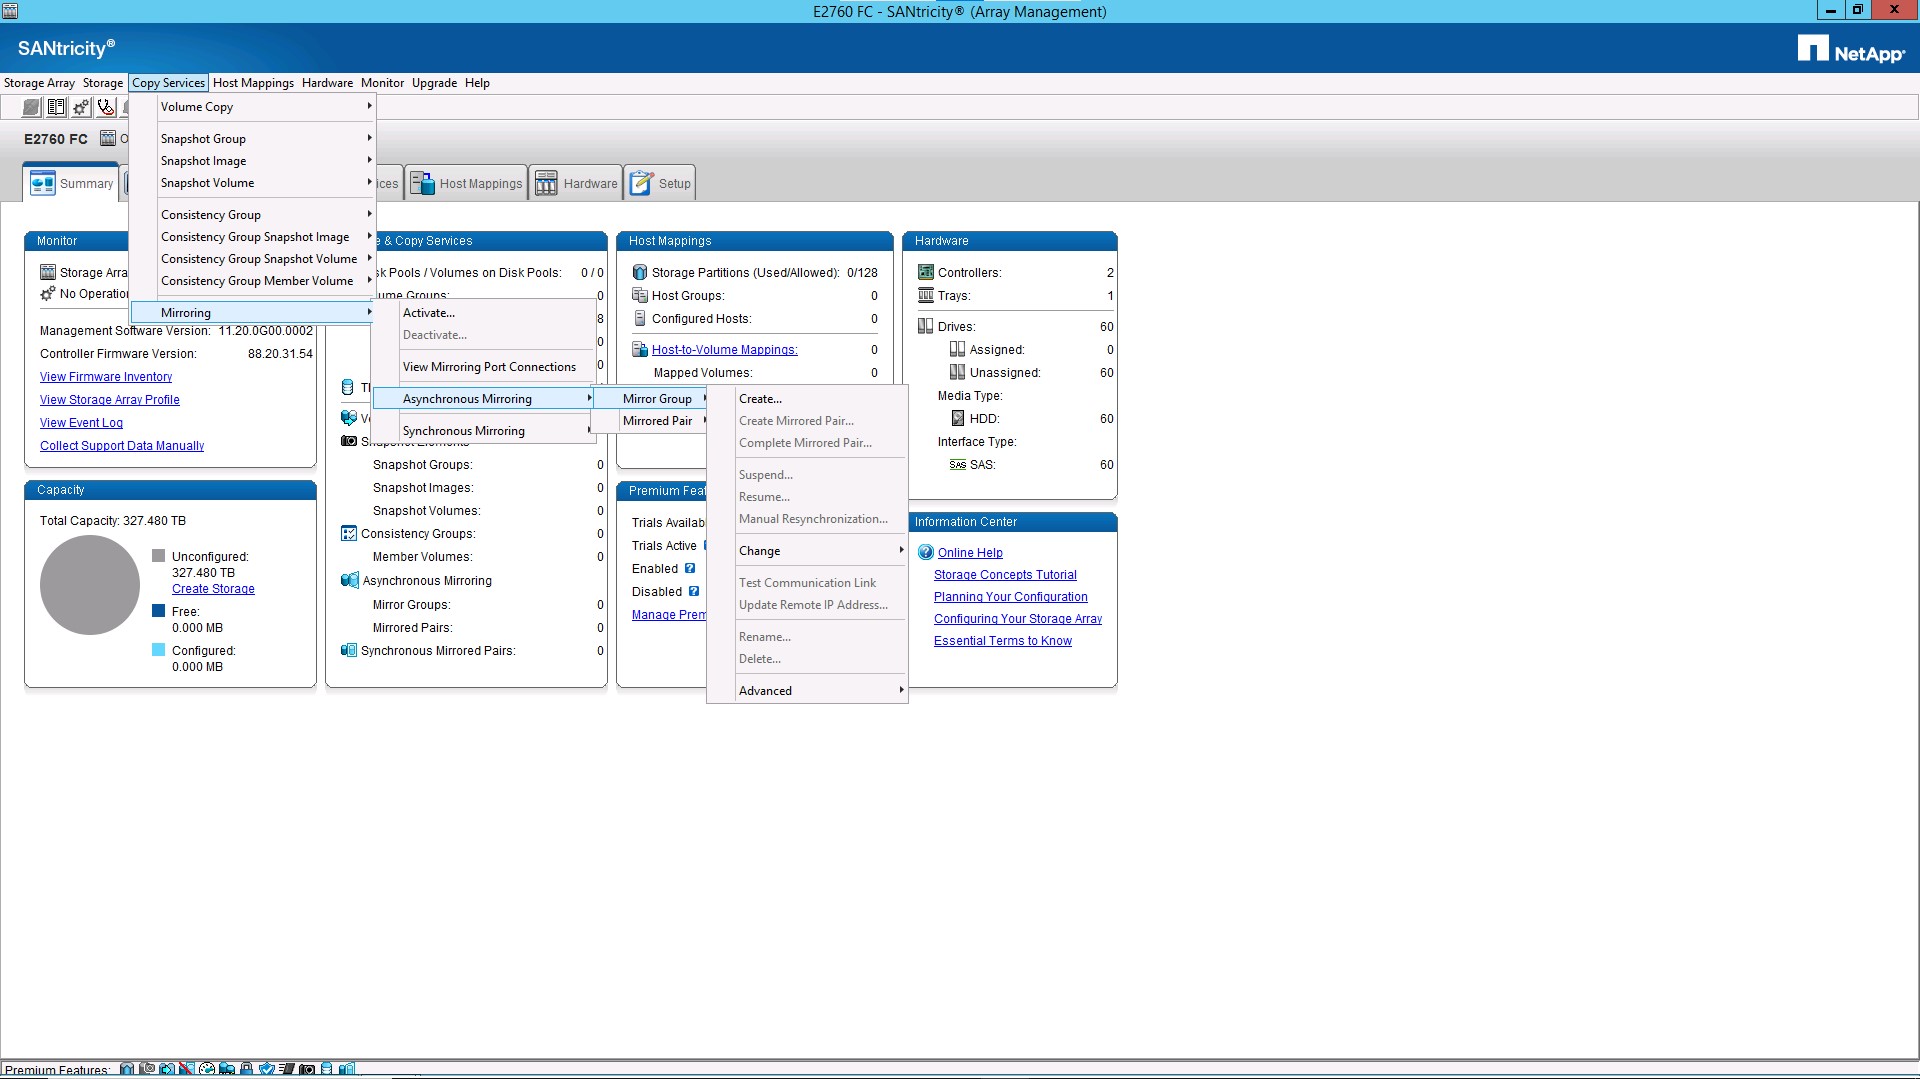 E2760 FC - SANtricity® (Array Management)
SANtricity®
NetApp
Storage Array Storage Copy Services Host Mappings Hardware Monitor Upgrade Help
E2760 FC
Summary
Host Mappings
Hardware
Setup
Volume Copy
Snapshot Group
Snapshot Image
Snapshot Volume
Consistency Group
Consistency Group Snapshot Image
Consistency Group Snapshot Volume
Consistency Group Member Volume
Mirroring
Activate...
Deactivate...
View Mirroring Port Connections
Asynchronous Mirroring
Synchronous Mirroring
Mirror Group
Mirrored Pair
Create...
Create Mirrored Pair...
Complete Mirrored Pair...
Suspend...
Resume...
Manual Resynchronization...
Change
Test Communication Link
Update Remote IP Address...
Rename...
Delete...
Advanced
Monitor
Storage Arra
No Operation
Management Software Version: 11.20.0G00.0002
Controller Firmware Version: 88.20.31.54
View Firmware Inventory
View Storage Array Profile
View Event Log
Collect Support Data Manually
Capacity
Total Capacity: 327.480 TB
Unconfigured:
327.480 TB
Create Storage
Free:
0.000 MB
Configured:
0.000 MB
e & Copy Services
sk Pools / Volumes on Disk Pools: 0 / 0
ume Groups: 0
8
0
0
Snapshot Elements 0
Snapshot Groups: 0
Snapshot Images: 0
Snapshot Volumes: 0
Consistency Groups: 0
Member Volumes: 0
Asynchronous Mirroring
Mirror Groups: 0
Mirrored Pairs: 0
Synchronous Mirrored Pairs: 0
Host Mappings
Storage Partitions (Used/Allowed): 0/128
Host Groups: 0
Configured Hosts: 0
Host-to-Volume Mappings: 0
Mapped Volumes: 0
Premium Fea
Trials Availab
Trials Active
Enabled
Disabled
Manage Prem
Hardware
Controllers: 2
Trays: 1
Drives: 60
Assigned: 0
Unassigned: 60
Media Type:
HDD: 60
Interface Type:
SAS SAS: 60
Information Center
Online Help
Storage Concepts Tutorial
Planning Your Configuration
Configuring Your Storage Array
Essential Terms to Know
Premium Features: